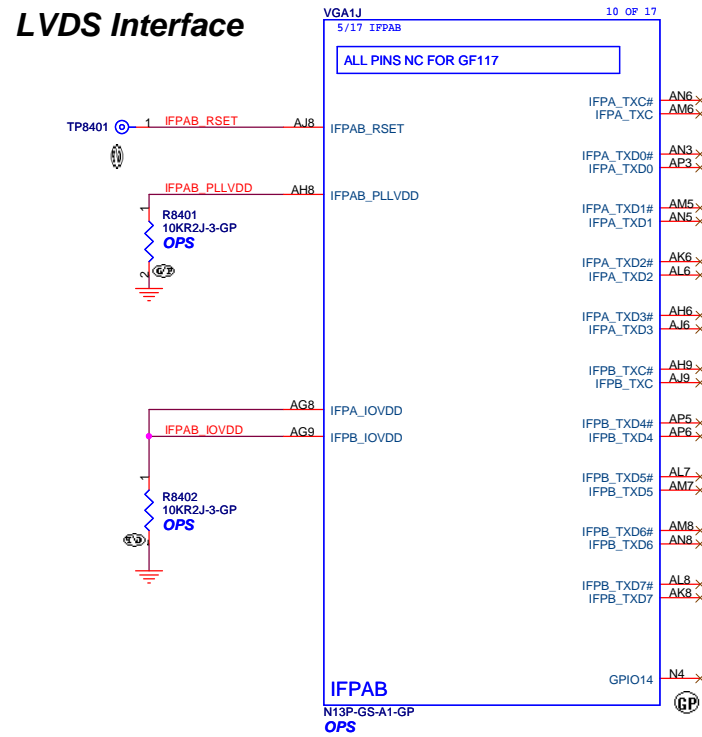 LVDS Interface
VGA1J
10 OF 17
5/17 IFPAB
ALL PINS NC FOR GF117
TP8401
1
IFPAB_RSET
AJ8
IFPAB_RSET
IFPAB_PLLVDD
AH8
IFPAB_PLLVDD
1
R8401
10KR2J-3-GP
OPS
2
AG8
IFPA_IOVDD
IFPAB_IOVDD
AG9
IFPB_IOVDD
1
R8402
10KR2J-3-GP
OPS
IFPA_TXC#
AN6
IFPA_TXC
AM6
IFPA_TXD0#
AN3
IFPA_TXD0
AP3
IFPA_TXD1#
AM5
IFPA_TXD1
AN5
IFPA_TXD2#
AK6
IFPA_TXD2
AL6
IFPA_TXD3#
AH6
IFPA_TXD3
AJ6
IFPB_TXC#
AH9
IFPB_TXC
AJ9
IFPB_TXD4#
AP5
IFPB_TXD4
AP6
IFPB_TXD5#
AL7
IFPB_TXD5
AM7
IFPB_TXD6#
AM8
IFPB_TXD6
AN8
IFPB_TXD7#
AL8
IFPB_TXD7
AK8
GPIO14
N4
GP
IFPAB
N13P-GS-A1-GP
OPS